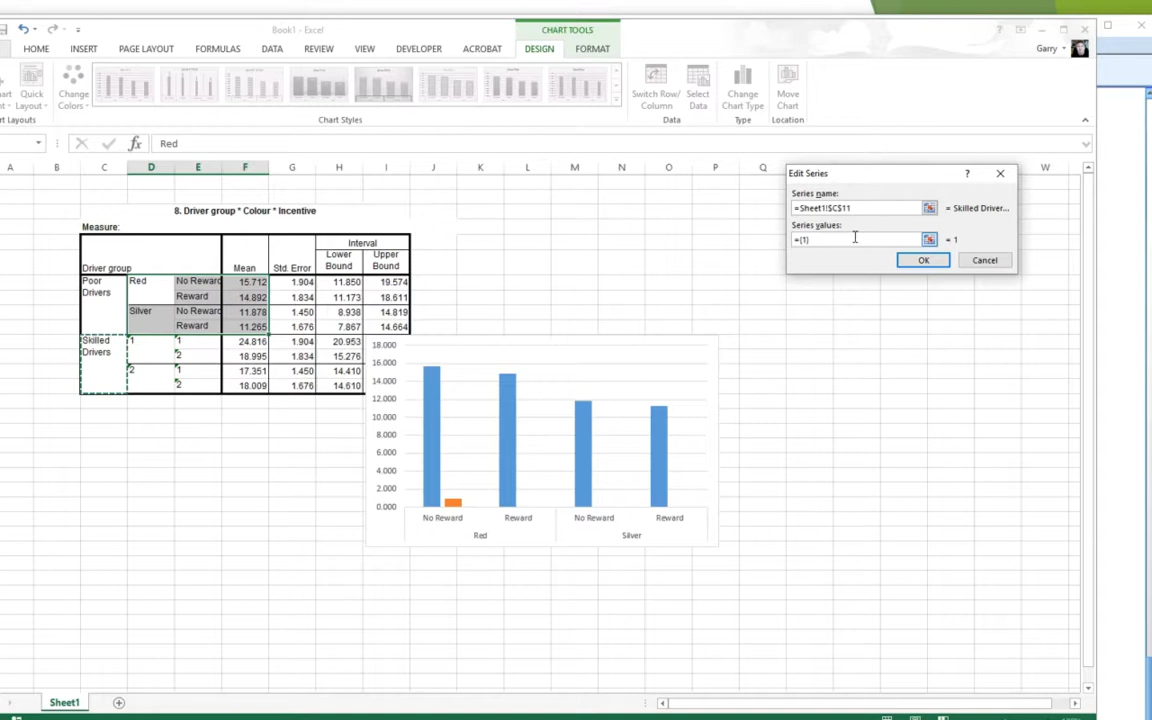 Book1 - Excel
CHART TOOLS
HOME INSERT PAGE LAYOUT FORMULAS DATA REVIEW VIEW DEVELOPER ACROBAT DESIGN FORMAT
Garry
Quick Layout
Change Colors
Switch Row/ Column
Select Data
Change Chart Type
Move Chart
Layouts
Chart Styles
Data
Type
Location
fx Red
A B C D E F G H I J K L M N O P Q W
Edit Series
? 
Series name:
=Sheet1!$C$11 = Skilled Driver...
Series values:
={1} = 1
OK Cancel
8. Driver group * Colour * Incentive
Measure:
Interval
Driver group Mean Std. Error Lower Bound Upper Bound
Poor Drivers Red No Reward 15.712 1.904 11.850 19.574
Reward 14.892 1.834 11.173 18.611
Silver No Reward 11.878 1.450 8.938 14.819
Reward 11.265 1.676 7.867 14.664
Skilled Drivers 1 1 24.816 1.904 20.953
2 18.995 1.834 15.276
2 1 17.351 1.450 14.410
2 18.009 1.676 14.610
18.000
16.000
14.000
12.000
10.000
8.000
6.000
4.000
2.000
0.000
No Reward Reward No Reward Reward
Red Silver
Sheet1